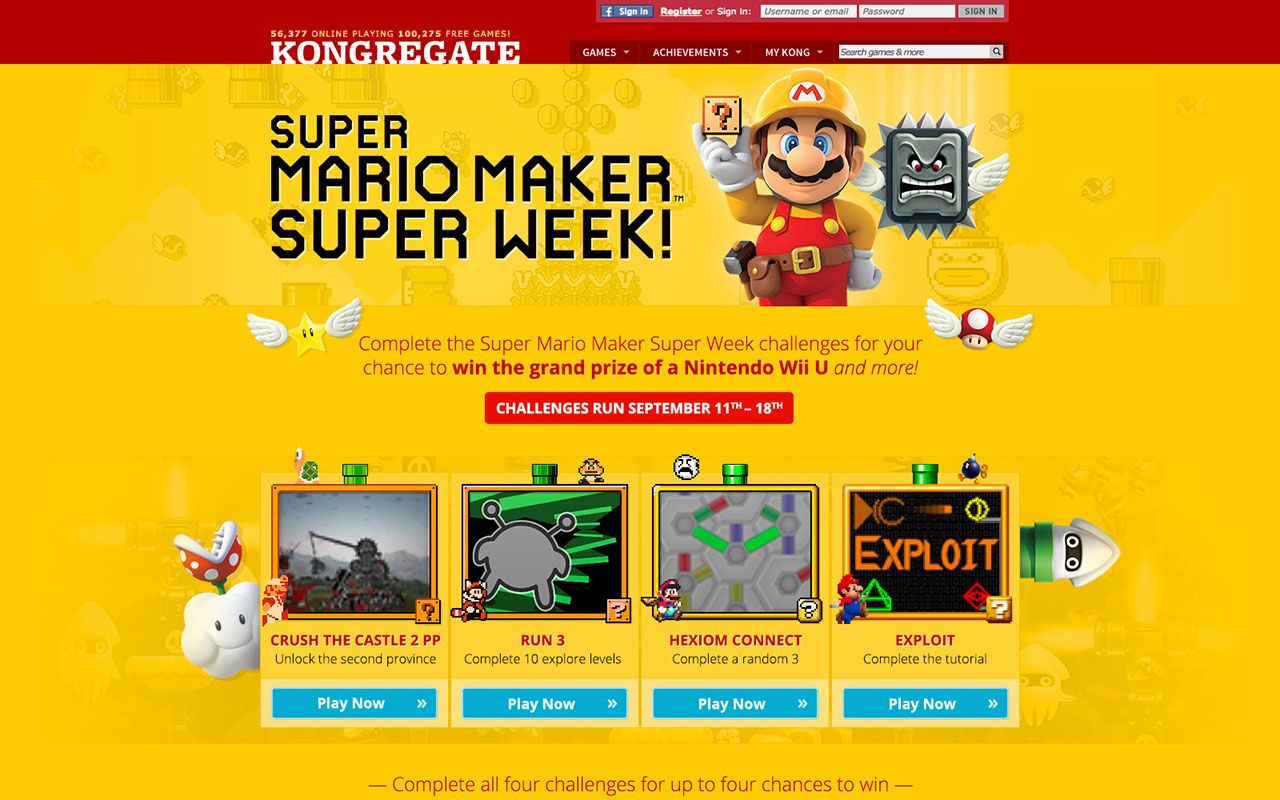 Sign in Register or Sign in: Username or email Password SIGN IN
56,377 ONLINE PLAYING 100,275 FREE GAMES!
KONGREGATE
GAMES ACHIEVEMENTS MY KONG Search games & more
SUPER
MARIO MAKER™
SUPER WEEK!
Complete the Super Mario Maker Super Week challenges for your
chance to win the grand prize of a Nintendo Wii U and more!
CHALLENGES RUN SEPTEMBER 11TH – 18TH
EXPLOIT
CRUSH THE CASTLE 2 PP
Unlock the second province
Play Now »
RUN 3
Complete 10 explore levels
Play Now »
HEXIOM CONNECT
Complete a random 3
Play Now »
EXPLOIT
Complete the tutorial
Play Now »
— Complete all four challenges for up to four chances to win —